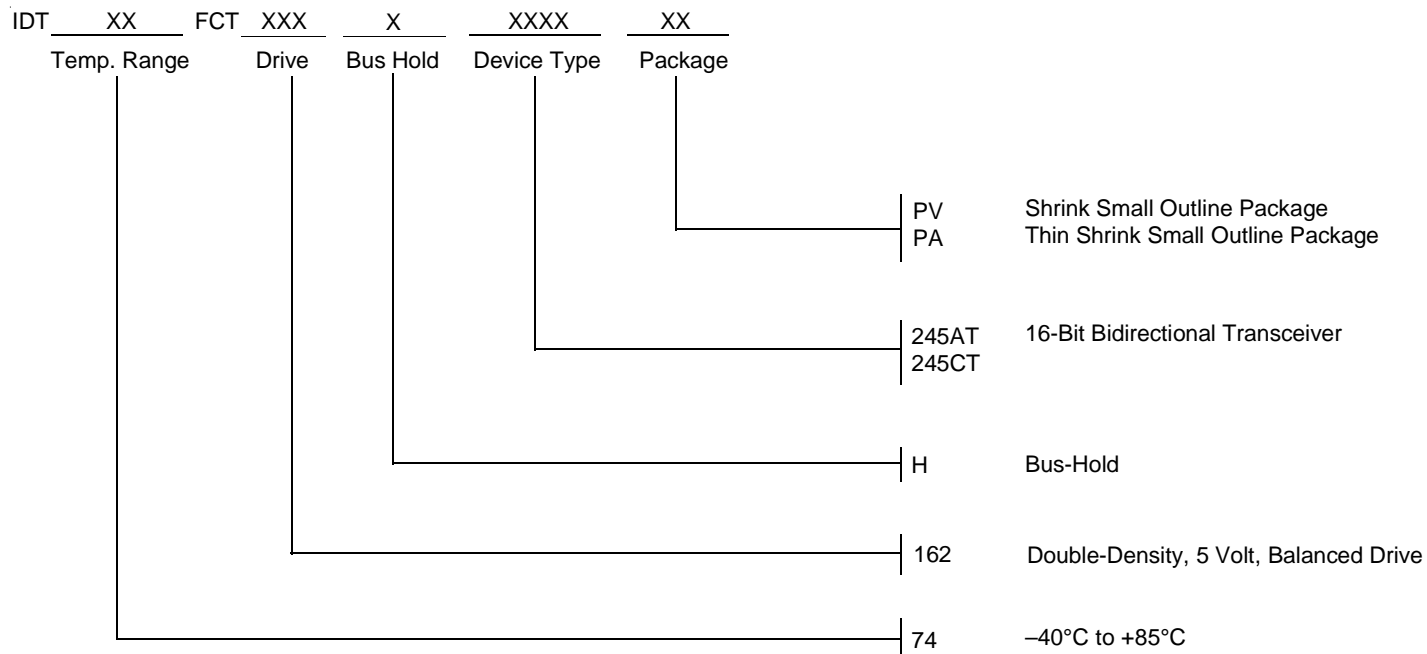 IDT XX FCT XXX X XXXX XX
Temp. Range Drive Bus Hold Device Type Package
PV Shrink Small Outline Package
PA Thin Shrink Small Outline Package
245AT 16-Bit Bidirectional Transceiver
245CT
H Bus-Hold
162 Double-Density, 5 Volt, Balanced Drive
74 –40°C to +85°C